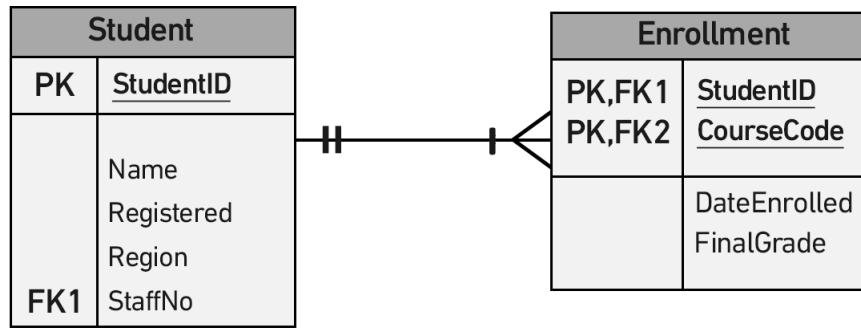 Student
PK StudentID
Name
Registered
Region
FK1 StaffNo
Enrollment
PK,FK1 StudentID
PK,FK2 CourseCode
DateEnrolled
FinalGrade